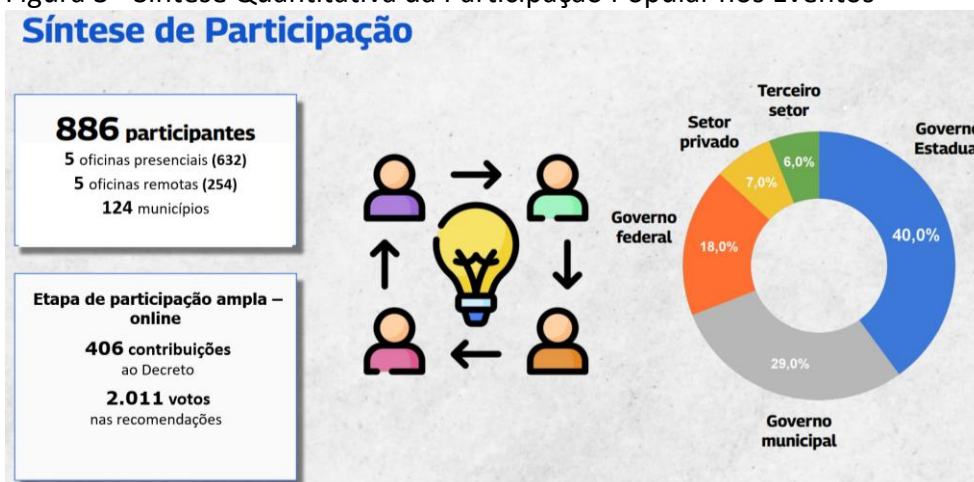 Síntese de Participação
886 participantes
5 oficinas presenciais (632)
5 oficinas remotas (254)
124 municípios
Etapa de participação ampla –
online
406 contribuições
ao Decreto
2.011 votos
nas recomendações
Terceiro
setor
Setor
privado
Governo
federal
Governo
municipal
Govern
Estadua
6,0%
7,0%
18,0%
29,0%
40,0%